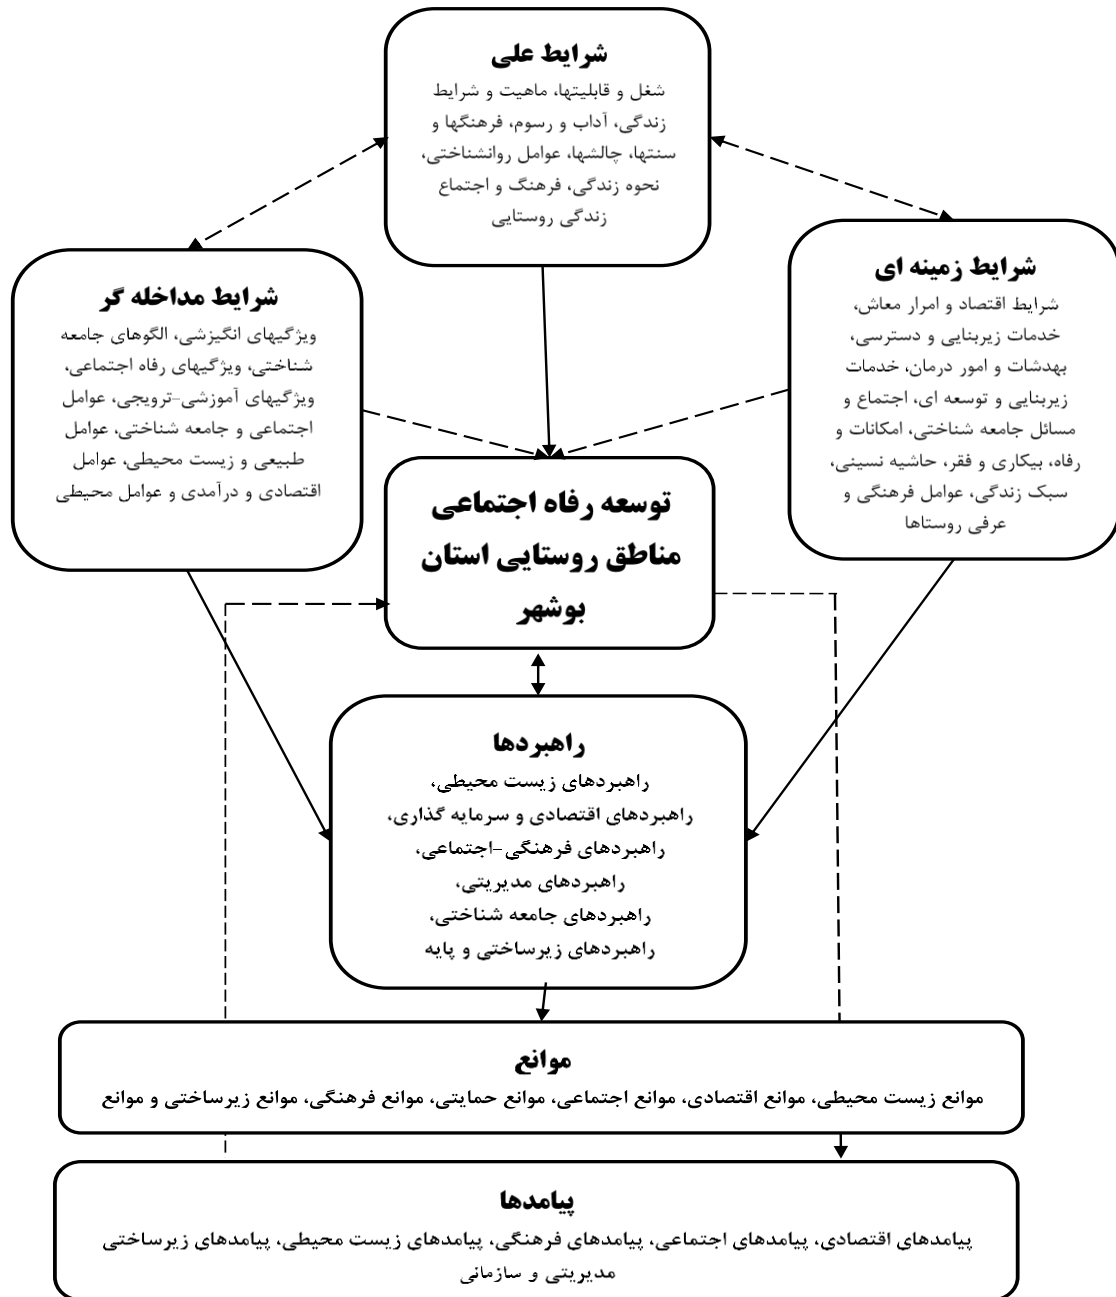 شرایط علی
شغل و قابلیتها، ماهیت و شرایط
زندگی، آداب و رسوم، فرهنگها و
سنتها، چالشها، عوامل روانشناختی،
نحوه زندگی، فرهنگ و اجتماع
زندگی روستایی
شرایط زمینه ای
شرایط اقتصاد و امرار معاش،
خدمات زیربنایی و دسترسی،
بهدشات و امور درمان، خدمات
زیربنایی و توسعه ای، اجتماع و
مسائل جامعه شناختی، امکانات و
رفاه، بیکاری و فقر، حاشیه نسینی،
سبک زندگی، عوامل فرهنگی و
عرفی روستاها
شرایط مداخله گر
ویژگیهای انگیزشی، الگوهای جامعه
شناختی، ویژگیهای رفاه اجتماعی،
ویژگیهای آموزشی-ترویجی، عوامل
اجتماعی و جامعه شناختی، عوامل
طبیعی و زیست محیطی، عوامل
اقتصادی و درآمدی و عوامل محیطی
توسعه رفاه اجتماعی
مناطق روستایی استان
بوشهر
راهبردها
راهبردهای زیست محیطی،
راهبردهای اقتصادی و سرمایه گذاری،
راهبردهای فرهنگی-اجتماعی،
راهبردهای مدیریتی،
راهبردهای جامعه شناختی،
راهبردهای زیرساختی و پایه
موانع
موانع زیست محیطی، موانع اقتصادی، موانع اجتماعی، موانع حمایتی، موانع فرهنگی، موانع زیرساختی و موانع
پیامدها
پیامدهای اقتصادی، پیامدهای اجتماعی، پیامدهای فرهنگی، پیامدهای زیست محیطی، پیامدهای زیرساختی
مدیریتی و سازمانی